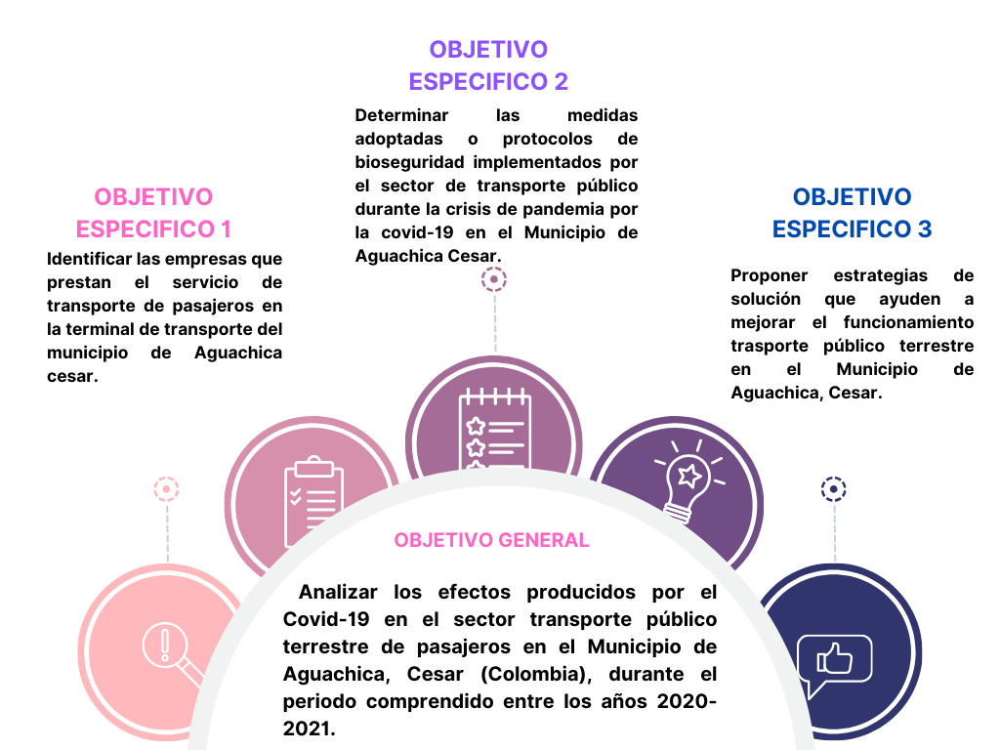 OBJETIVO
ESPECIFICO 1
Identificar las empresas que
prestan el servicio de
transporte de pasajeros en
la terminal de transporte del
municipio de Aguachica
cesar.
OBJETIVO
ESPECIFICO 2
Determinar las medidas
adoptadas o protocolos de
bioseguridad implementados por
el sector de transporte público
durante la crisis de pandemia por
la covid-19 en el Municipio de
Aguachica Cesar.
OBJETIVO
ESPECIFICO 3
Proponer estrategias de
solución que ayuden a
mejorar el funcionamiento
trasporte público terrestre
en el Municipio de
Aguachica, Cesar.
OBJETIVO GENERAL
Analizar los efectos producidos por el
Covid-19 en el sector transporte público
terrestre de pasajeros en el Municipio de
Aguachica, Cesar (Colombia), durante el
periodo comprendido entre los años 2020-
2021.